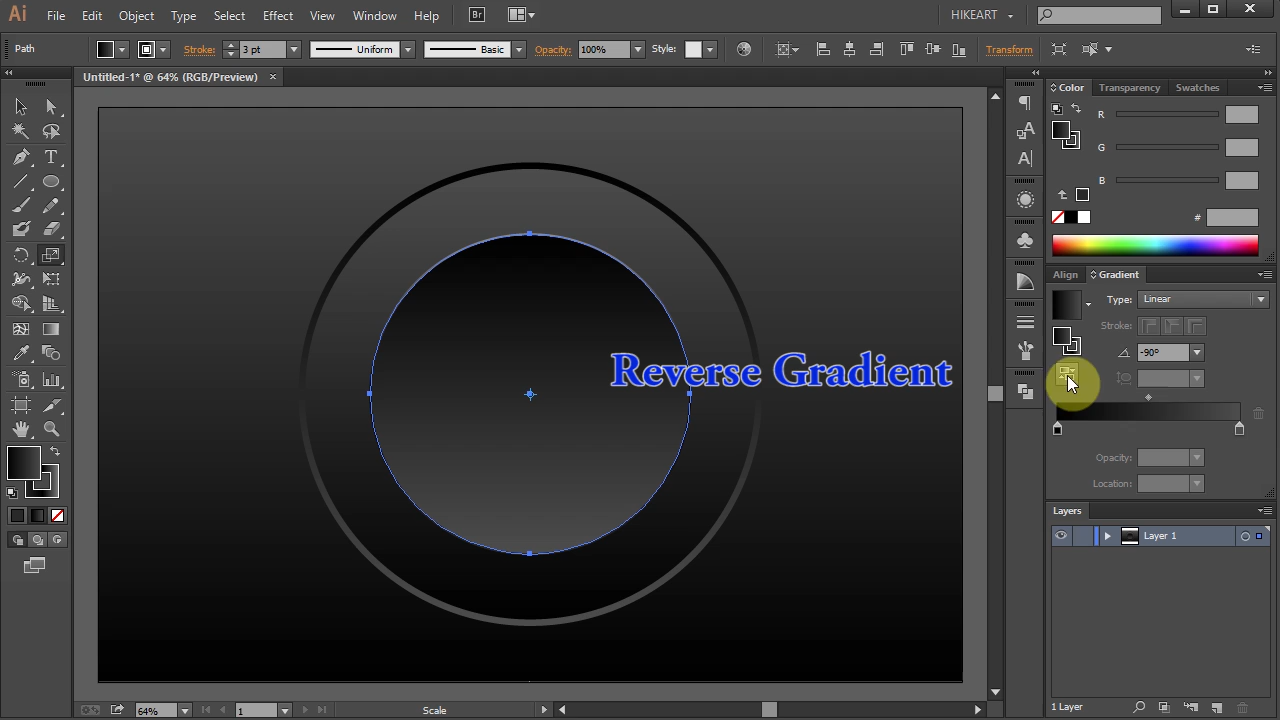 Ai File Edit Object Type Select Effect View Window Help Br HIKEART
Path Stroke: 3 pt Uniform Basic Opacity: 100% Style: Transform
Untitled-1* @ 64% (RGB/Preview) ×
Color Transparency Swatches
R
G
B
#
Align Gradient
Type: Linear
Stroke:
-90°
Reverse Gradient
Opacity:
Location:
Layers
Layer 1
1 Layer
64% 1 Scale